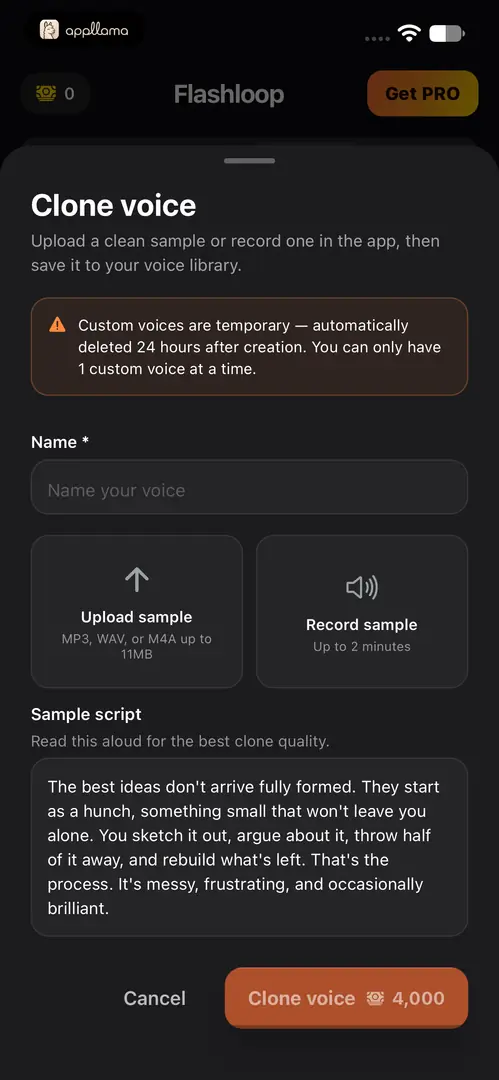 appllama
0
Flashloop
Get PRO
Clone voice
Upload a clean sample or record one in the app, then
save it to your voice library.
Custom voices are temporary — automatically
deleted 24 hours after creation. You can only have
1 custom voice at a time.
Name *
Name your voice
Upload sample
MP3, WAV, or M4A up to
11MB
Record sample
Up to 2 minutes
Sample script
Read this aloud for the best clone quality.
The best ideas don't arrive fully formed. They start
as a hunch, something small that won't leave you
alone. You sketch it out, argue about it, throw half
of it away, and rebuild what's left. That's the
process. It's messy, frustrating, and occasionally
brilliant.
Cancel
Clone voice 4,000